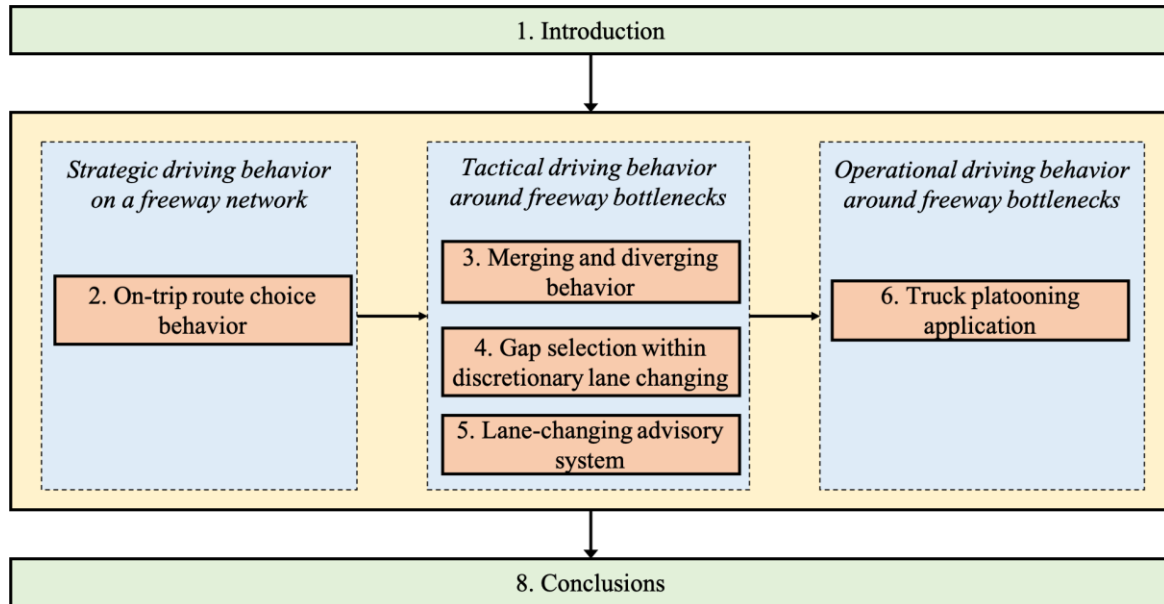 1. Introduction
Strategic driving behavior
on a freeway network
2. On-trip route choice
behavior
Tactical driving behavior
around freeway bottlenecks
3. Merging and diverging
behavior
4. Gap selection within
discretionary lane changing
5. Lane-changing advisory
system
Operational driving behavior
around freeway bottlenecks
6. Truck platooning
application
8. Conclusions